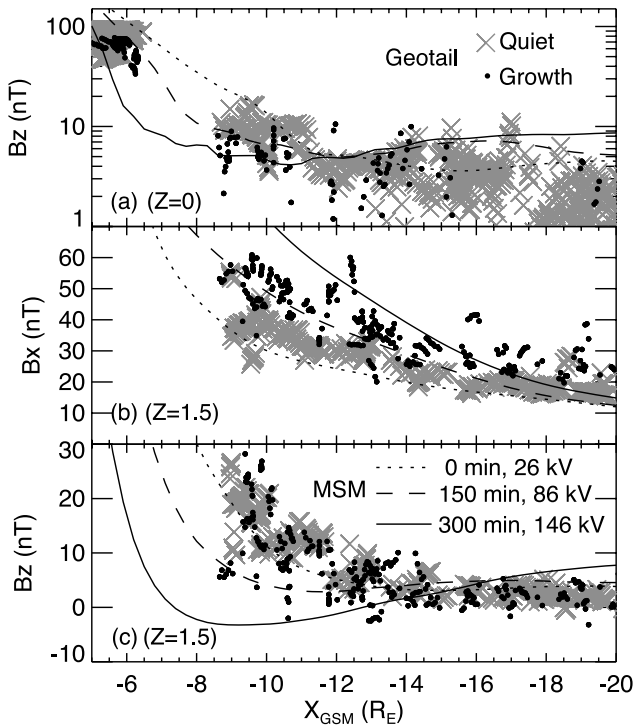 100
10
1
Bz (nT)
Geotail
Quiet
Growth
(a) (Z=0)
60
50
40
30
20
10
Bx (nT)
(b) (Z=1.5)
30
20
10
0
-10
Bz (nT)
MSM
0 min, 26 kV
150 min, 86 kV
300 min, 146 kV
(c) (Z=1.5)
-6 -8 -10 -12 -14 -16 -18 -20
X_GSM (R_E)